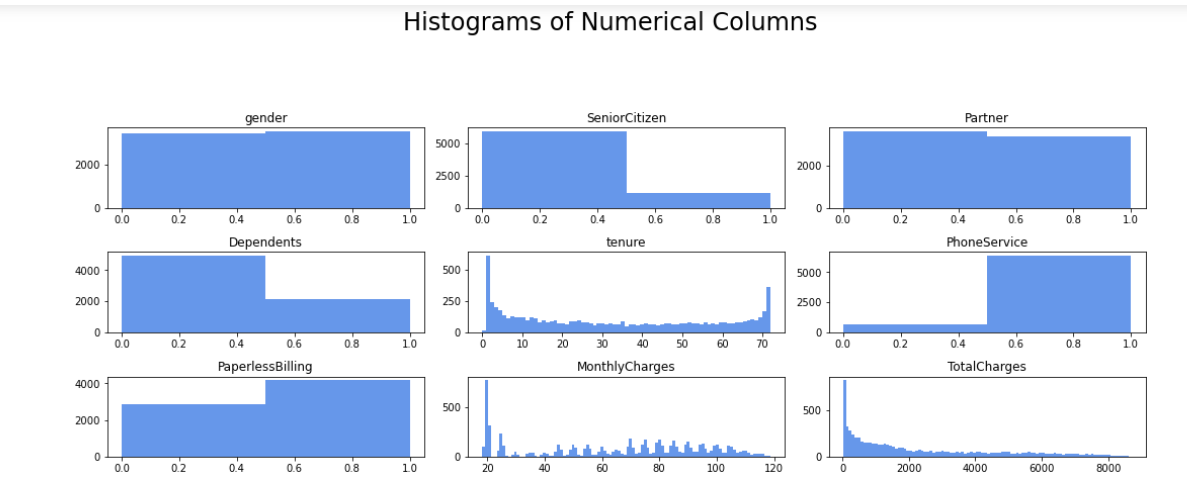 Histograms of Numerical Columns
gender
2000
0
0.0 0.2 0.4 0.6 0.8 1.0
SeniorCitizen
5000
2500
0
0.0 0.2 0.4 0.6 0.8 1.0
Partner
2000
0
0.0 0.2 0.4 0.6 0.8 1.0
Dependents
4000
2000
0
0.0 0.2 0.4 0.6 0.8 1.0
tenure
500
250
0
0 10 20 30 40 50 60 70
PhoneService
5000
2500
0
0.0 0.2 0.4 0.6 0.8 1.0
PaperlessBilling
4000
2000
0
0.0 0.2 0.4 0.6 0.8 1.0
MonthlyCharges
500
0
20 40 60 80 100 120
TotalCharges
500
0
0 2000 4000 6000 8000